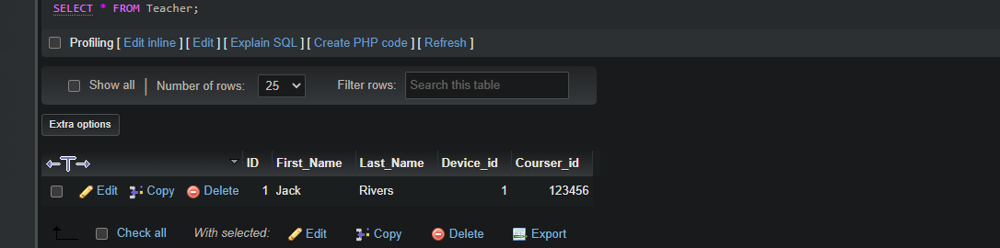 SELECT * FROM Teacher;
Profiling [ Edit inline ] [ Edit ] [ Explain SQL ] [ Create PHP code ] [ Refresh ]
Show all | Number of rows: 25 Filter rows: Search this table
Extra options
←T→ ID First_Name Last_Name Device_id Courser_id
Edit Copy Delete 1 Jack Rivers 1 123456
Check all With selected: Edit Copy Delete Export